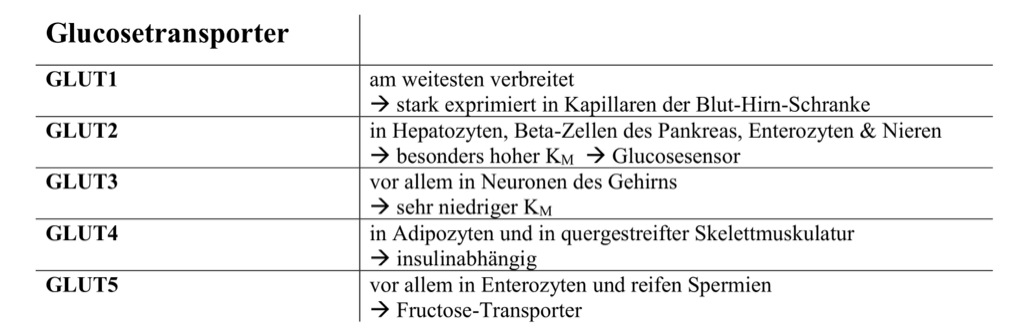 Glucosetransporter
GLUT1
am weitesten verbreitet
→ stark exprimiert in Kapillaren der Blut-Hirn-Schranke
GLUT2
in Hepatozyten, Beta-Zellen des Pankreas, Enterozyten & Nieren
→ besonders hoher KM → Glucosesensor
GLUT3
vor allem in Neuronen des Gehirns
→ sehr niedriger KM
GLUT4
in Adipozyten und in quergestreifter Skelettmuskulatur
→ insulinabhängig
GLUT5
vor allem in Enterozyten und reifen Spermien
→ Fructose-Transporter